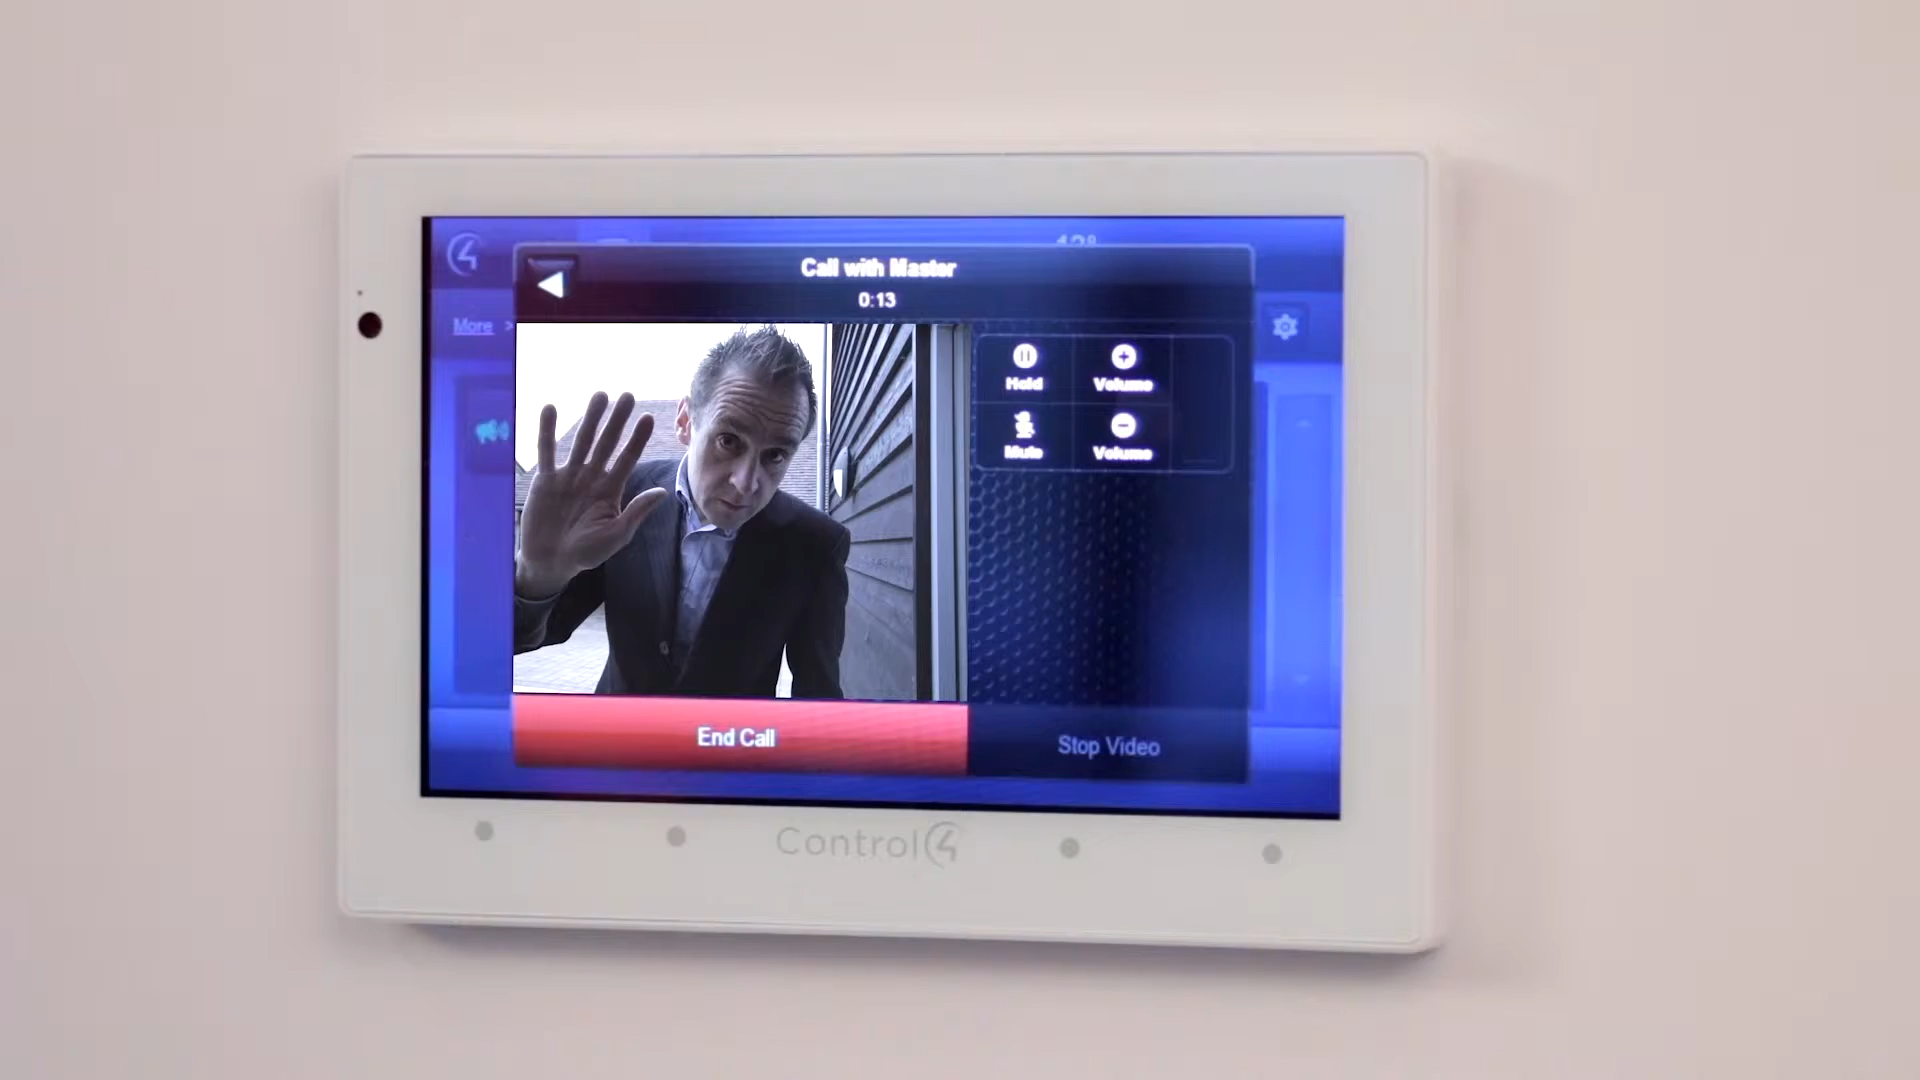 Call with Master
0:13
More >
Hold
Volume
Mute
Volume
End Call
Stop Video
Control4